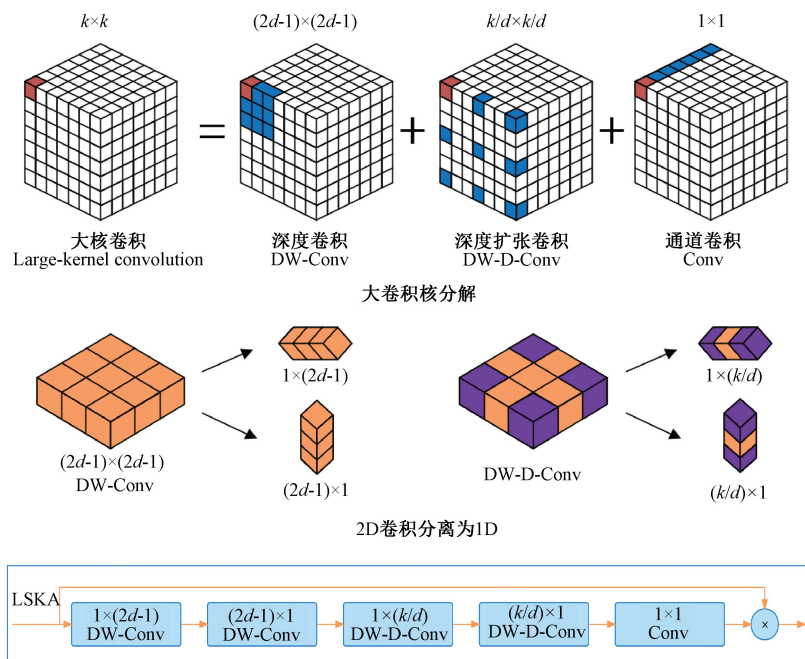 k×k
(2d-1)×(2d-1)
k/d×k/d
1×1
=
+
+
大核卷积
Large-kernel convolution
深度卷积
DW-Conv
深度扩张卷积
DW-D-Conv
通道卷积
Conv
大卷积核分解
(2d-1)×(2d-1)
DW-Conv
1×(2d-1)
(2d-1)×1
DW-D-Conv
1×(k/d)
(k/d)×1
2D卷积分离为1D
LSKA
1×(2d-1)
DW-Conv
(2d-1)×1
DW-Conv
1×(k/d)
DW-D-Conv
(k/d)×1
DW-D-Conv
1×1
Conv
×